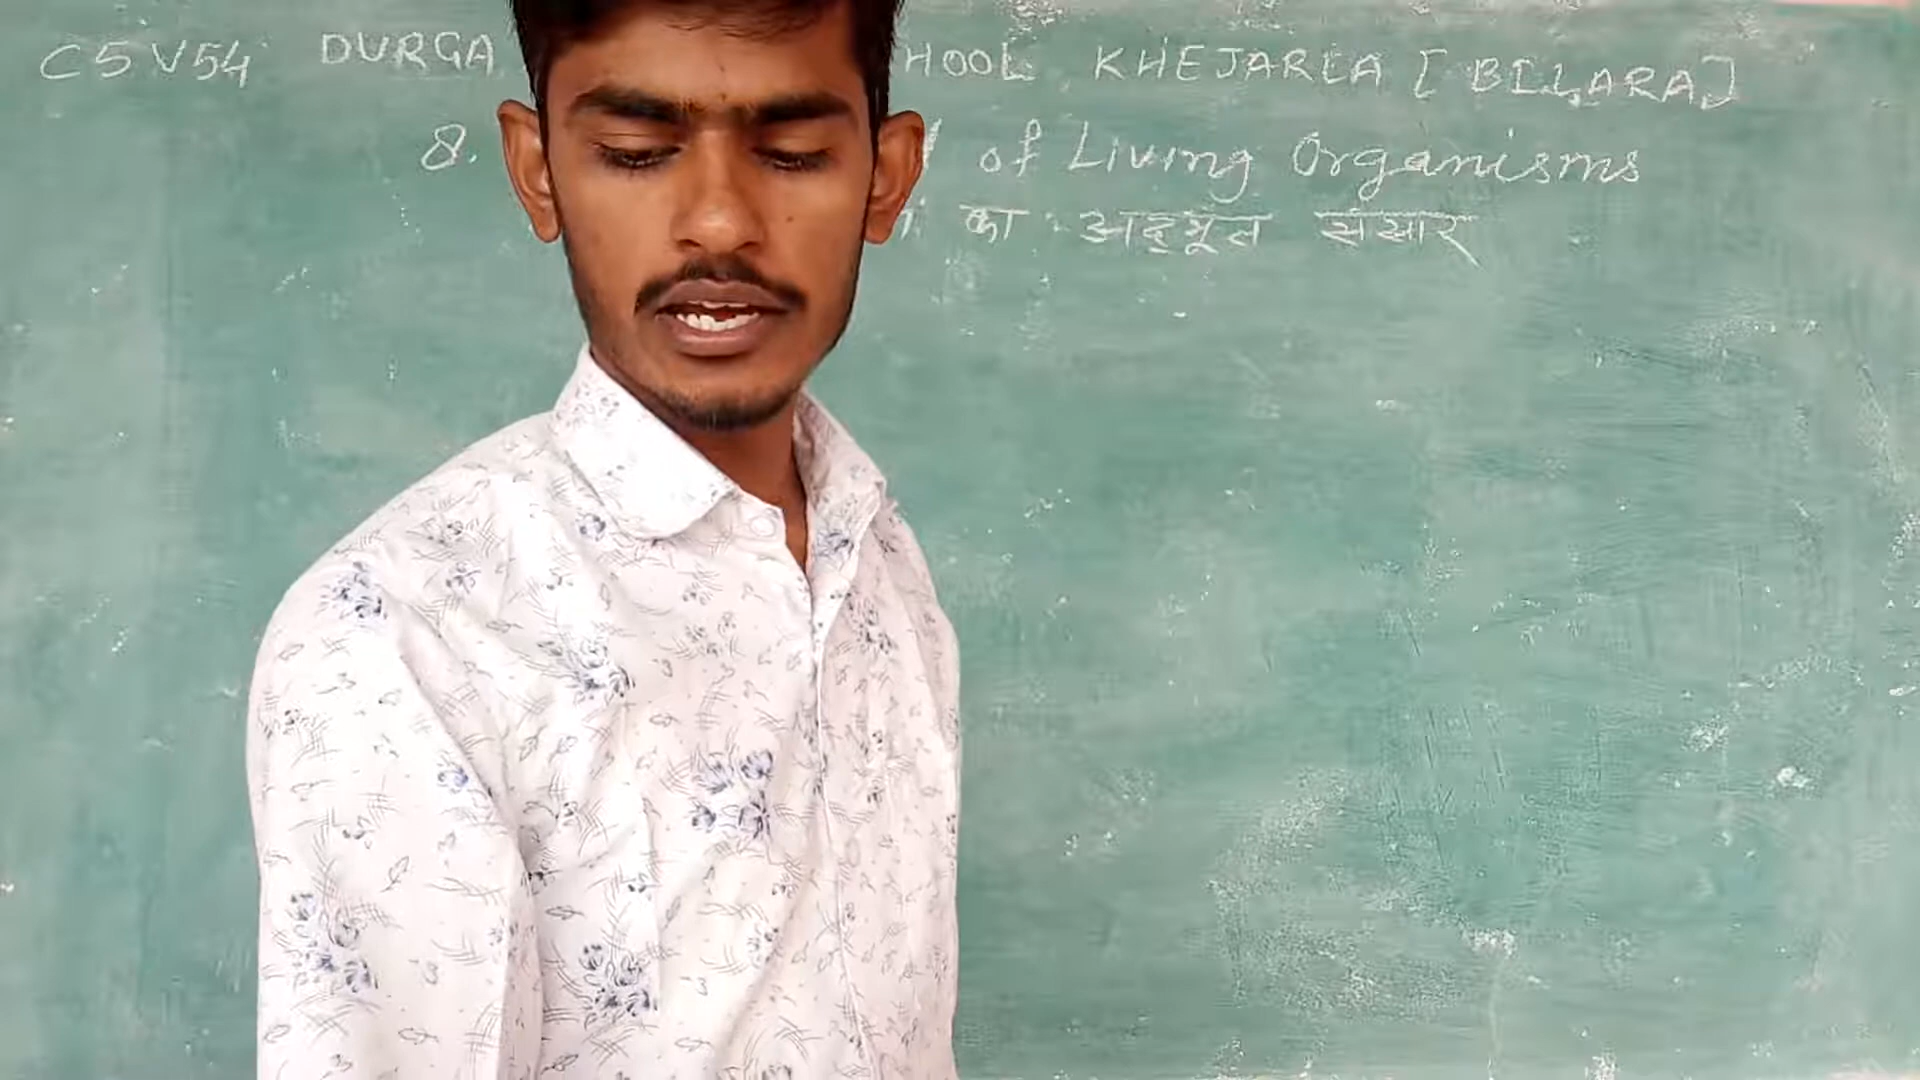 C5V54 DURGA HOOL KHEJARLA [BILARA]
8. of Living Organisms
का अद्भूत संसार